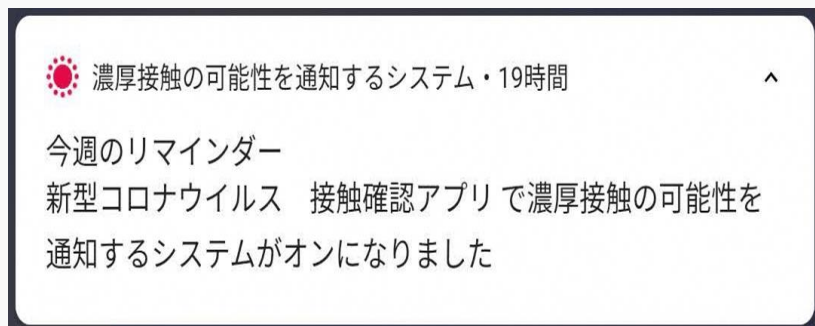 濃厚接触の可能性を通知するシステム・19時間
今週のリマインダー
新型コロナウイルス　接触確認アプリ で濃厚接触の可能性を
通知するシステムがオンになりました